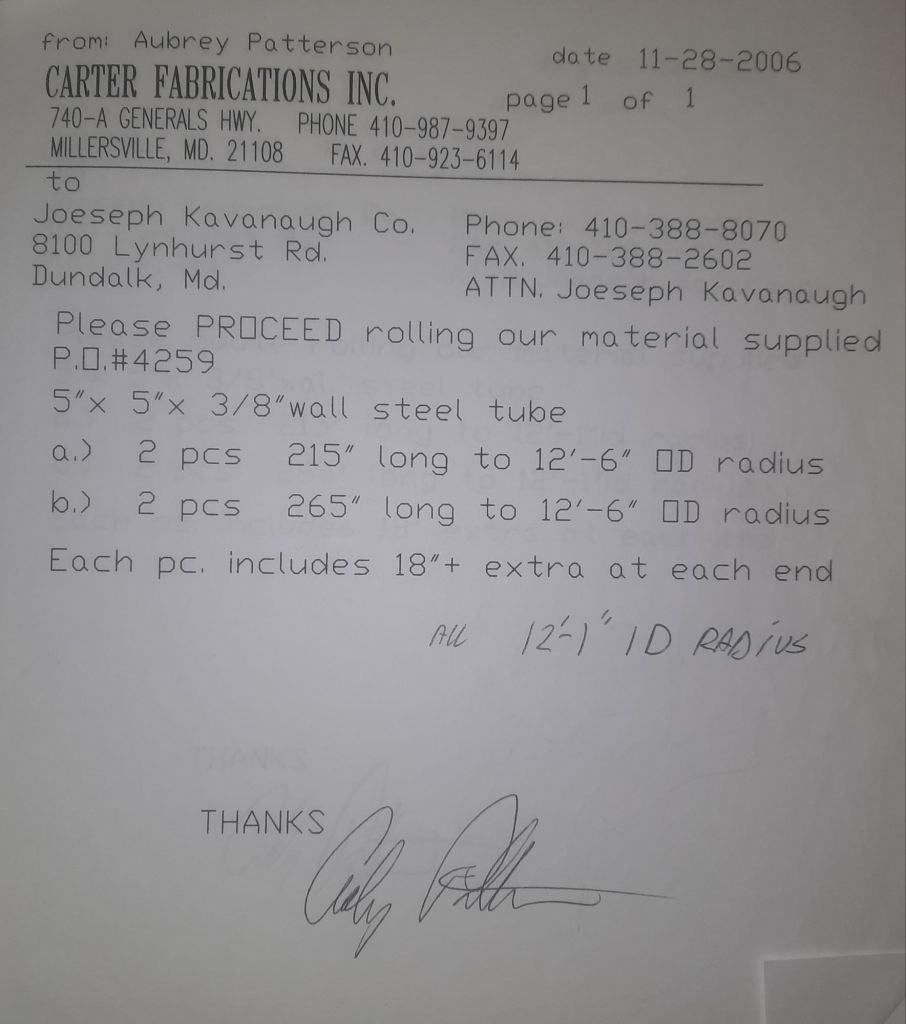 from: Aubrey Patterson date 11-28-2006
CARTER FABRICATIONS INC. page 1 of 1
740-A GENERALS HWY. PHONE 410-987-9397
MILLERSVILLE, MD. 21108 FAX. 410-923-6114
to
Joeseph Kavanaugh Co. Phone: 410-388-8070
8100 Lynhurst Rd. FAX. 410-388-2602
Dundalk, Md. ATTN. Joeseph Kavanaugh
Please PROCEED rolling our material supplied
P.O.#4259
5"x 5"x 3/8"wall steel tube
a.) 2 pcs 215" long to 12'-6" OD radius
b.) 2 pcs 265" long to 12'-6" OD radius
Each pc. includes 18"+ extra at each end
ALL 12'-1" ID RADIUS
THANKS